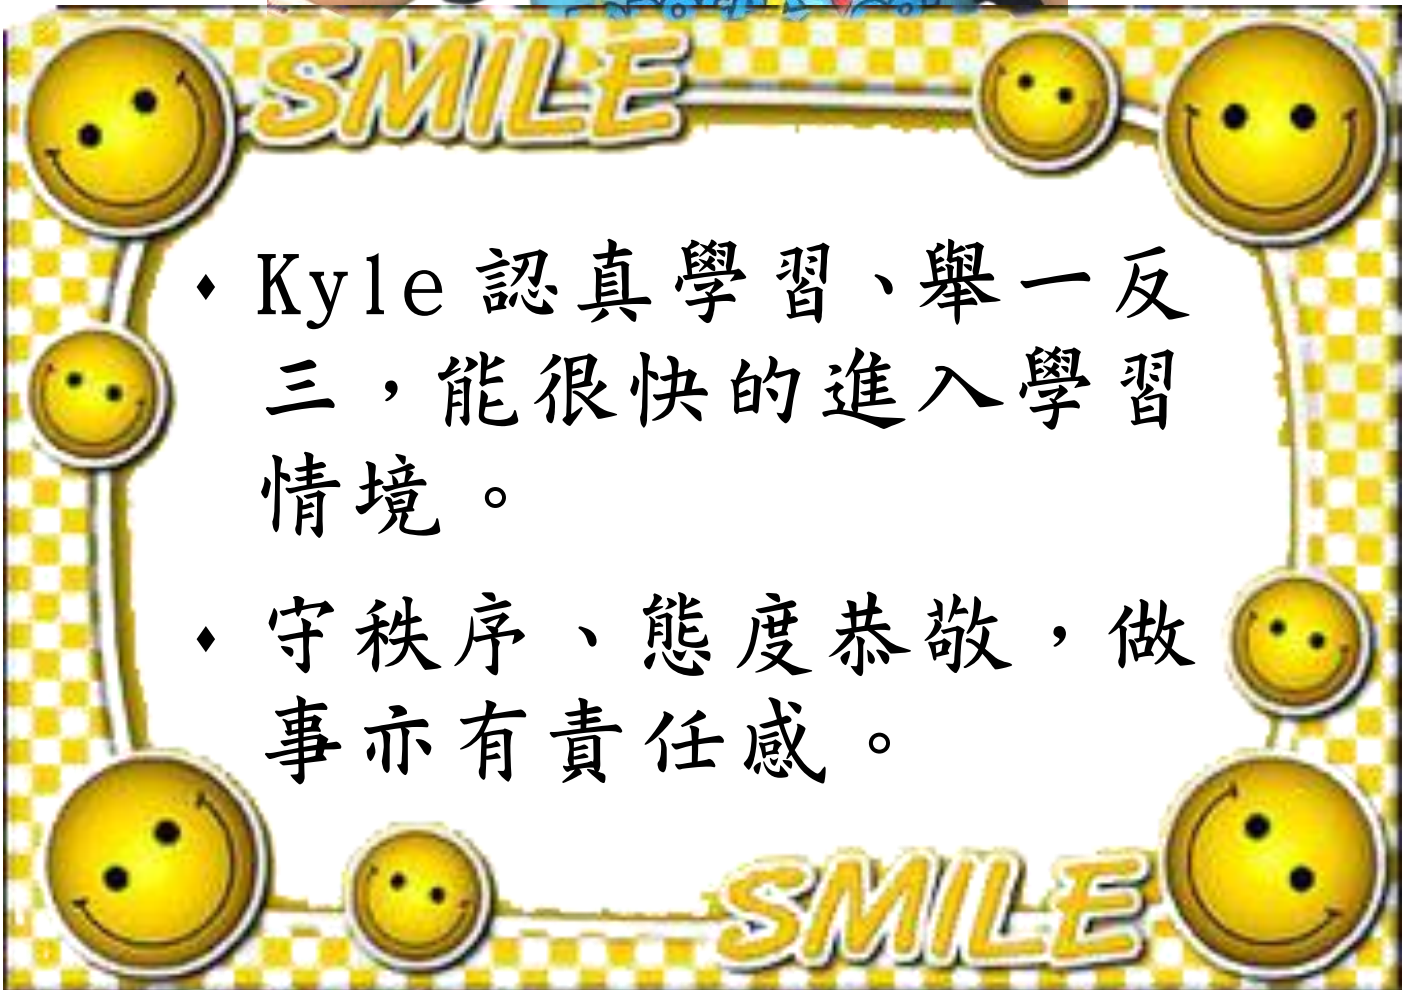 SMILE
• Kyle 認真學習、舉一反
三，能很快的進入學習
情境。
• 守秩序、態度恭敬，做
事亦有責任感。
SMILE